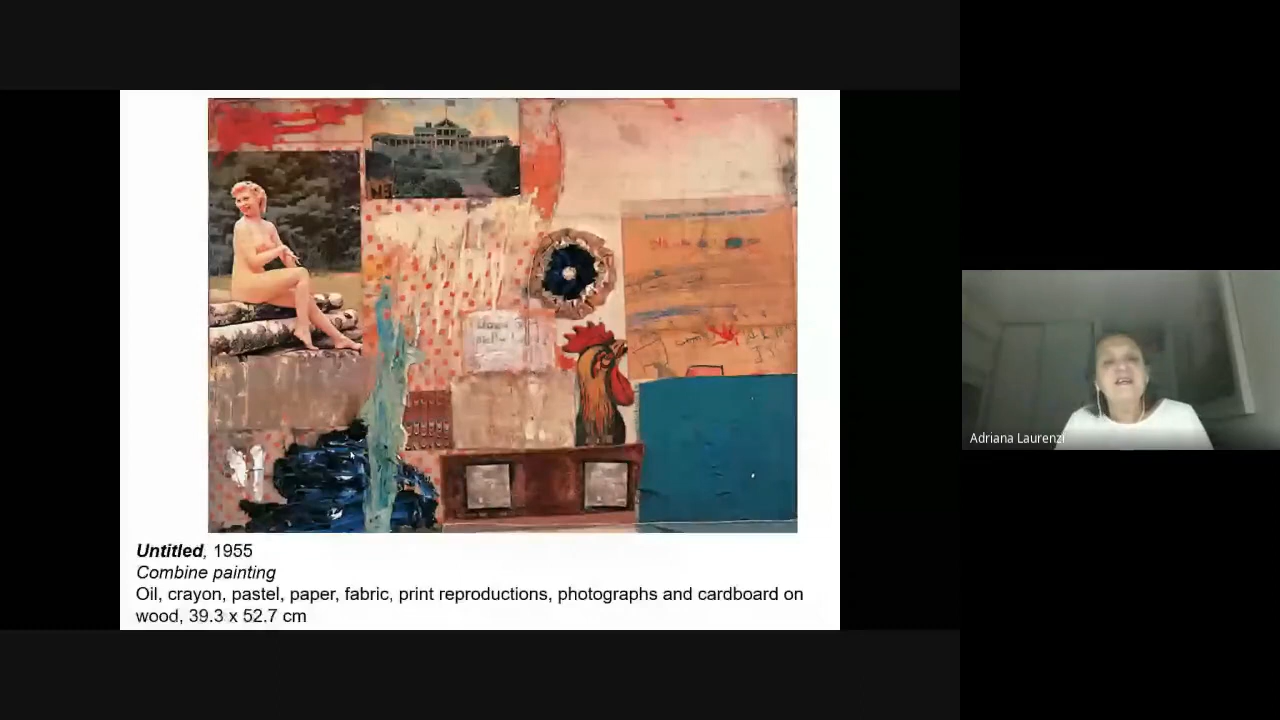 Untitled, 1955
Combine painting
Oil, crayon, pastel, paper, fabric, print reproductions, photographs and cardboard on
wood, 39.3 x 52.7 cm
Adriana Laurenzi